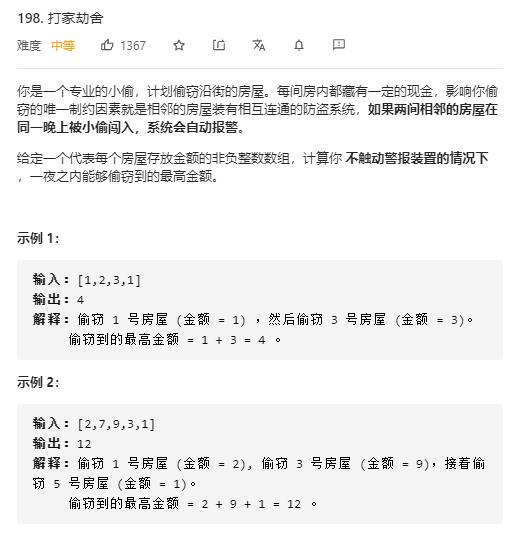 198. 打家劫舍
难度 中等 1367
你是一个专业的小偷，计划偷窃沿街的房屋。每间房内都藏有一定的现金，影响你偷
窃的唯一制约因素就是相邻的房屋装有相互连通的防盗系统，如果两间相邻的房屋在
同一晚上被小偷闯入，系统会自动报警。
给定一个代表每个房屋存放金额的非负整数数组，计算你 不触动警报装置的情况下
，一夜之内能够偷窃到的最高金额。
示例 1：
输入：[1,2,3,1]
输出：4
解释：偷窃 1 号房屋 (金额 = 1) ，然后偷窃 3 号房屋 (金额 = 3)。
偷窃到的最高金额 = 1 + 3 = 4 。
示例 2：
输入：[2,7,9,3,1]
输出：12
解释：偷窃 1 号房屋 (金额 = 2), 偷窃 3 号房屋 (金额 = 9)，接着偷
窃 5 号房屋 (金额 = 1)。
偷窃到的最高金额 = 2 + 9 + 1 = 12 。